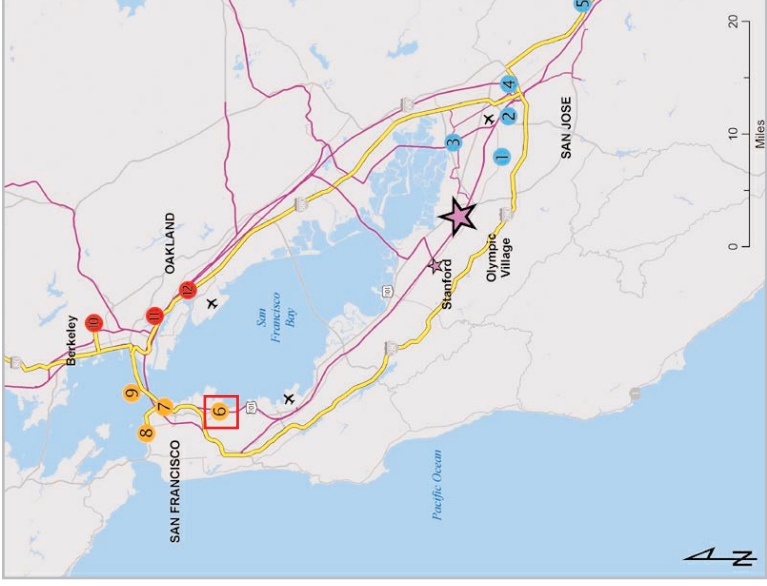 Berkeley
10
9
8
11
7
OAKLAND
SAN FRANCISCO
12
6
101
San
Francisco
Bay
101
Pacific Ocean
Stanford
3
Olympic
Village
1
2
4
SAN JOSE
5
N
0 10 20
Miles